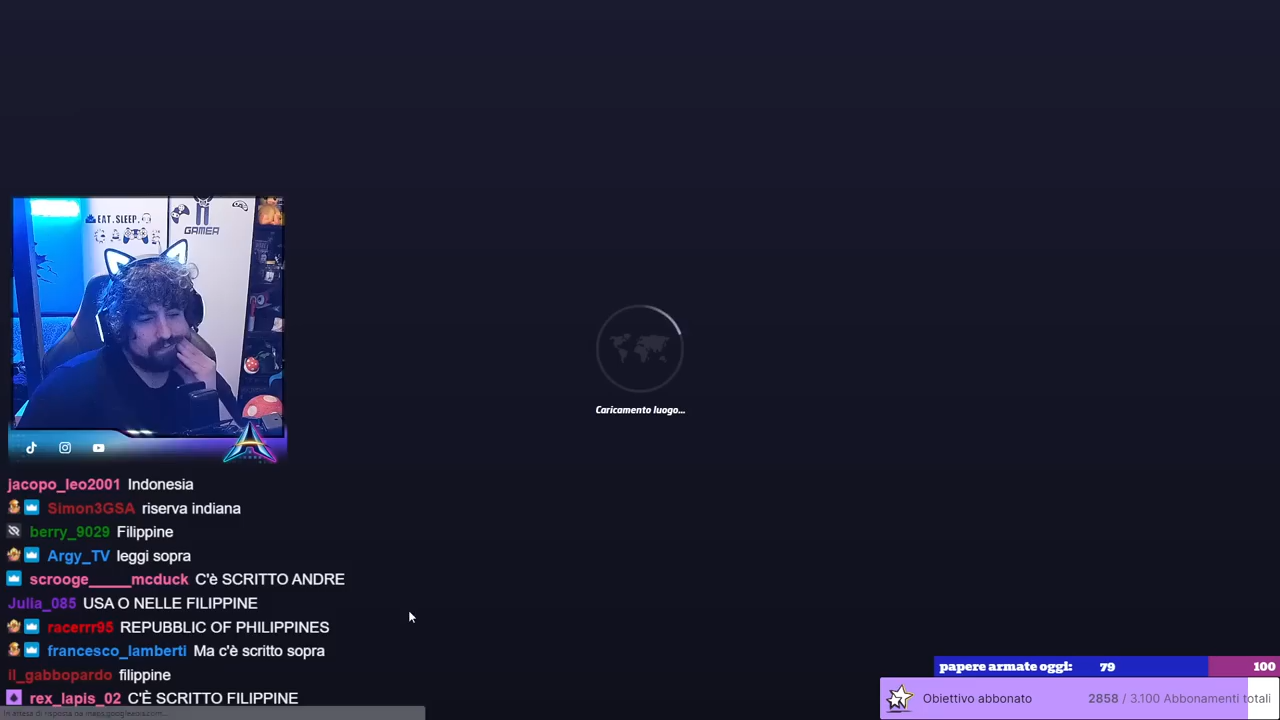 EAT.SLEEP.
GAME
GAMER
Caricamento luogo...
jacopo_leo2001 Indonesia
Simon3GSA riserva indiana
berry_9029 Filippine
Argy_TV leggi sopra
scrooge_____mcduck C'è SCRITTO ANDRE
Julia_085 USA O NELLE FILIPPINE
racerrr95 REPUBBLIC OF PHILIPPINES
francesco_lamberti Ma c'è scritto sopra
il_gabbopardo filippine
rex_lapis_02 C'È SCRITTO FILIPPINE
papere armate oggi: 79 100
Obiettivo abbonato 2858 / 3.100 Abbonamenti totali